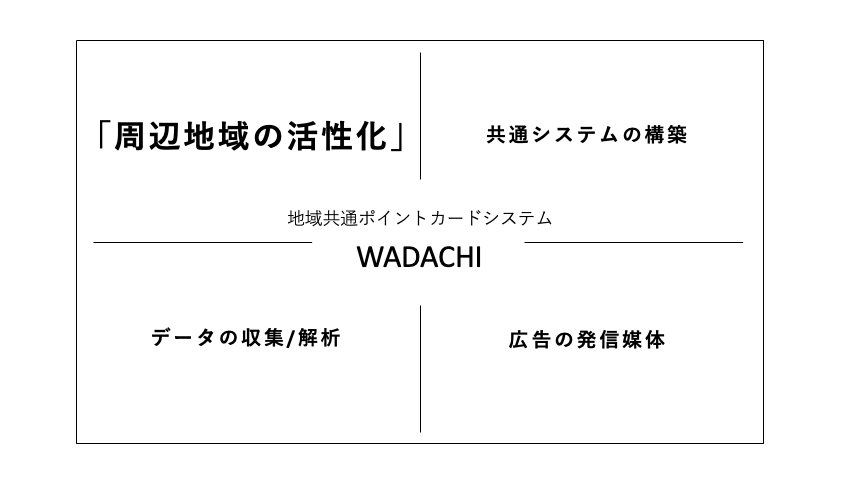 「周辺地域の活性化」
共通システムの構築
地域共通ポイントカードシステム
WADACHI
データの収集/解析
広告の発信媒体